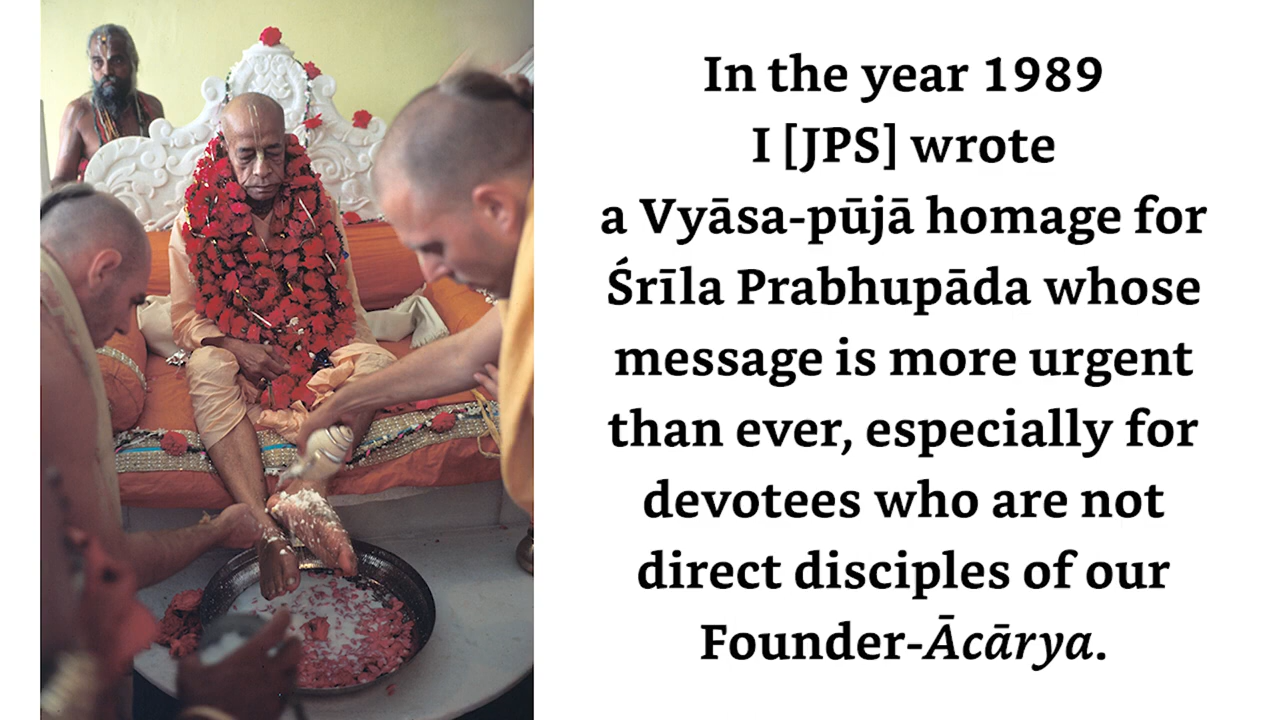 In the year 1989
I [JPS] wrote
a Vyāsa-pūjā homage for
Śrīla Prabhupāda whose
message is more urgent
than ever, especially for
devotees who are not
direct disciples of our
Founder-Ācārya.